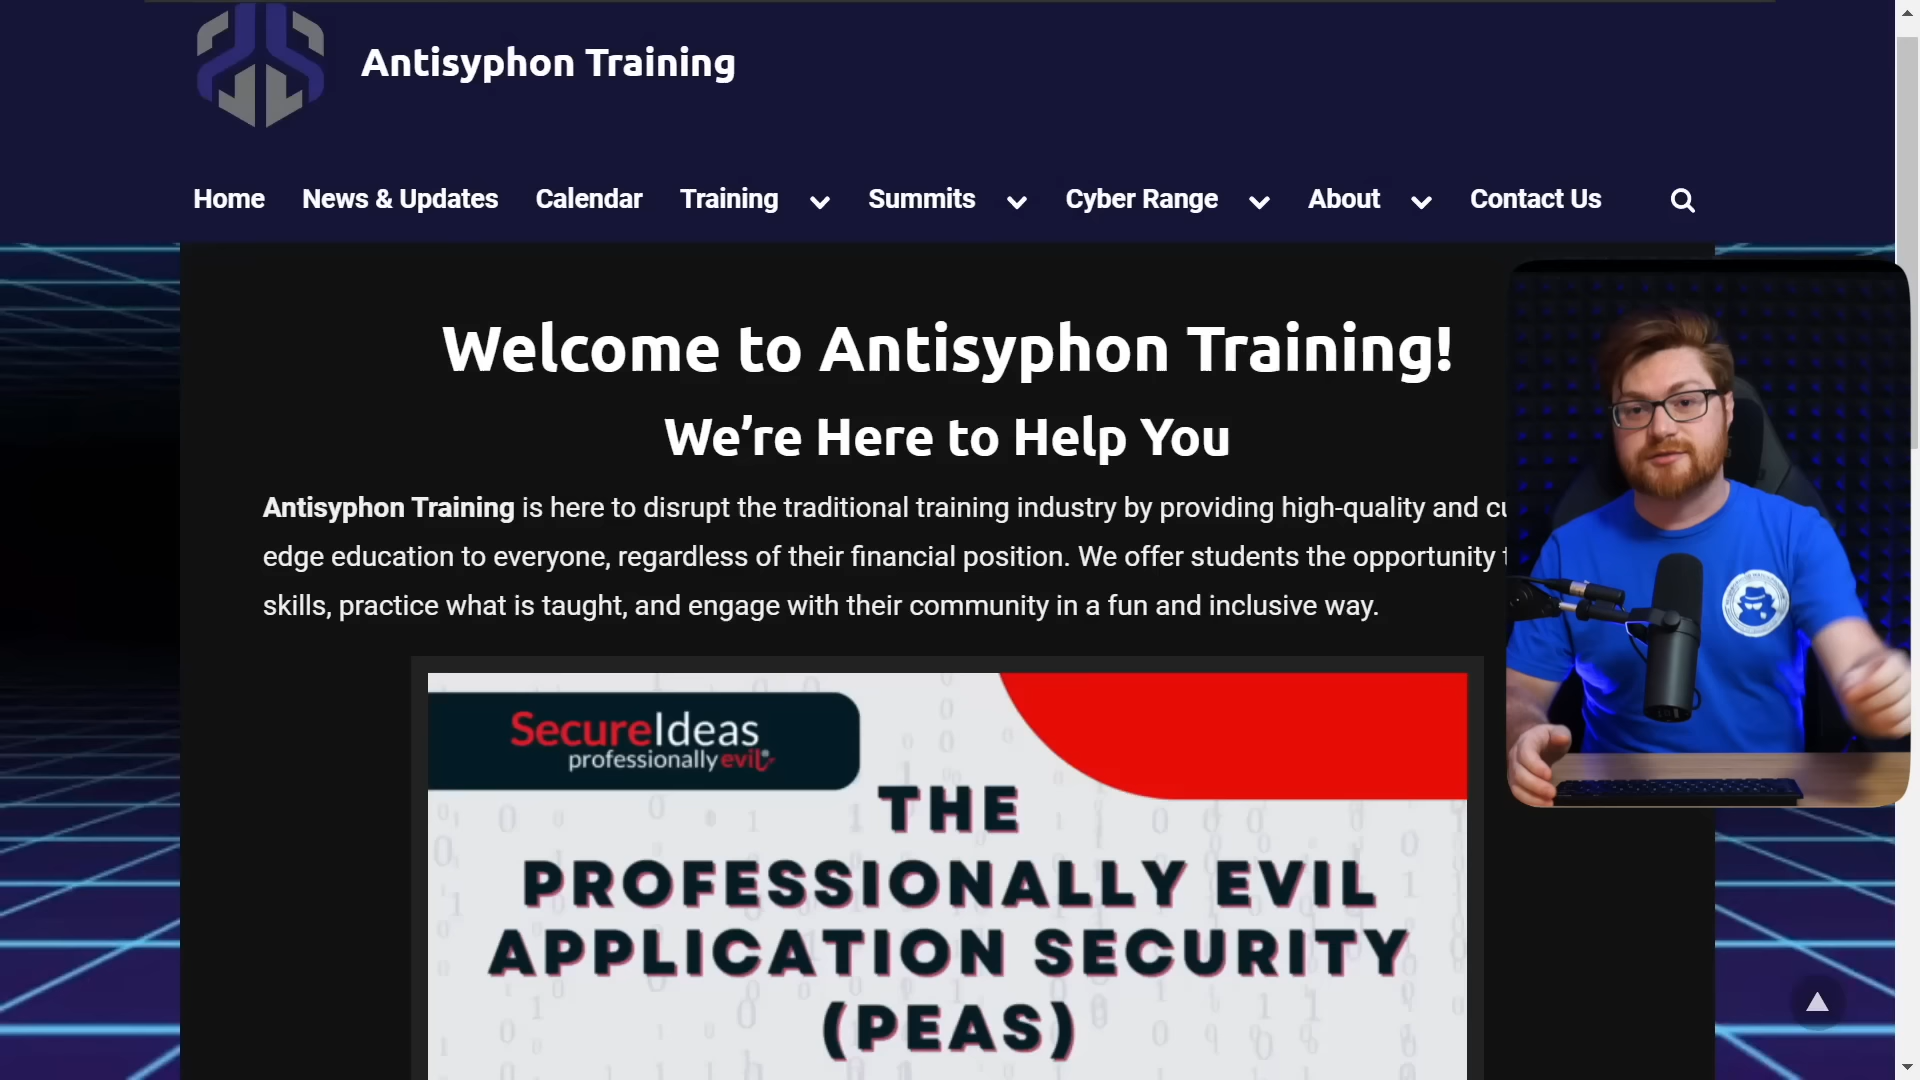 Antisyphon Training
Home News & Updates Calendar Training Summits Cyber Range About Contact Us
Welcome to Antisyphon Training!
We’re Here to Help You
Antisyphon Training is here to disrupt the traditional training industry by providing high-quality and
edge education to everyone, regardless of their financial position. We offer students the opportunity
skills, practice what is taught, and engage with their community in a fun and inclusive way.
SecureIdeas
professionallyevil
THE
PROFESSIONALLY EVIL
APPLICATION SECURITY
(PEAS)